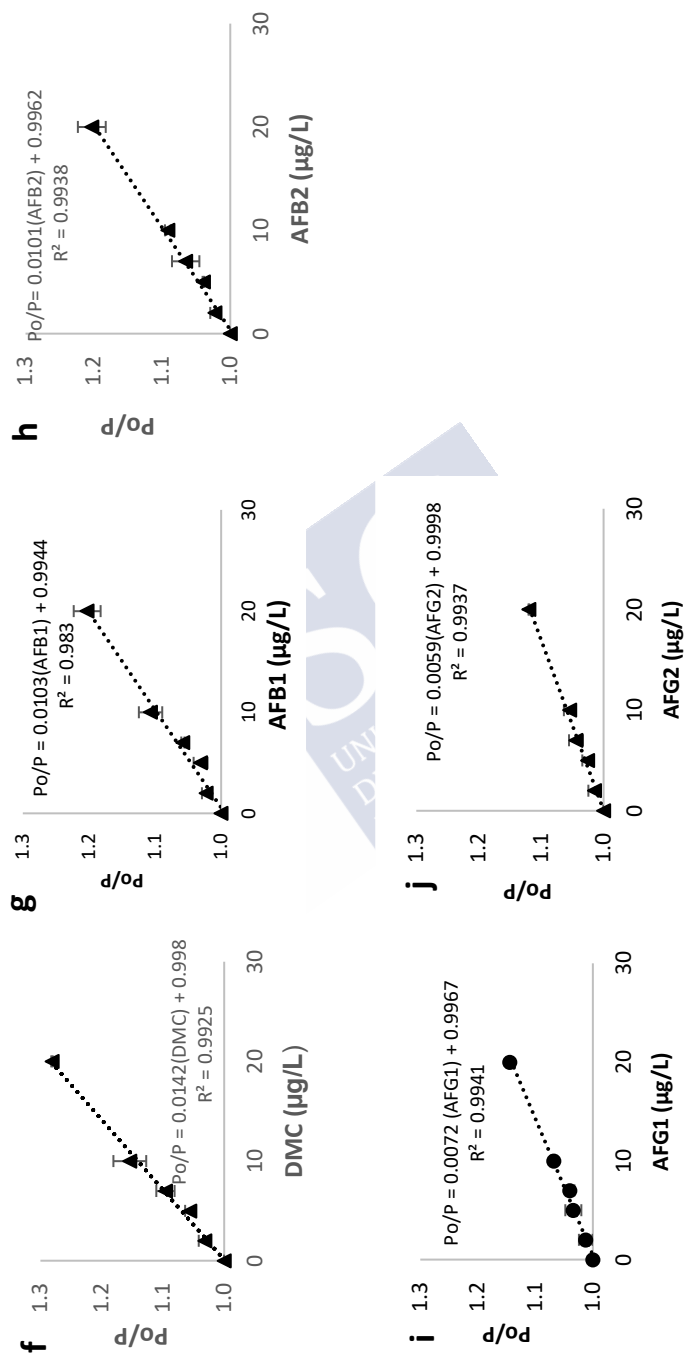 f
1.3
1.2
1.1
1.0
Po/P
Po/P = 0.0142(DMC) + 0.998
R² = 0.9925
0 10 20 30
DMC (µg/L)
g
1.3
1.2
1.1
1.0
Po/P
Po/P = 0.0103(AFB1) + 0.9944
R² = 0.983
0 10 20 30
AFB1 (µg/L)
h
1.3
1.2
1.1
1.0
Po/P
Po/P= 0.0101(AFB2) + 0.9962
R² = 0.9938
0 10 20 30
AFB2 (µg/L)
i
1.3
1.2
1.1
1.0
Po/P
Po/P = 0.0072 (AFG1) + 0.9967
R² = 0.9941
0 10 20 30
AFG1 (µg/L)
j
1.3
1.2
1.1
1.0
Po/P
Po/P = 0.0059(AFG2) + 0.9998
R² = 0.9937
0 10 20 30
AFG2 (µg/L)